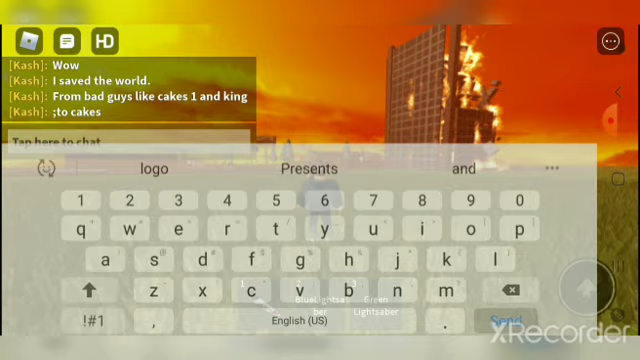 HD
[Kash]: Wow
[Kash]: I saved the world.
[Kash]: From bad guys like cakes 1 and king
[Kash]: ;to cakes
Tap here to chat
logo Presents and
1 2 3 4 5 6 7 8 9 0
q w e r t y u i o p
a s d f g h j k l
z x c v b n m
BlueLightsaber
Green Lightsaber
!#1 , English (US) . Send
XRecorder